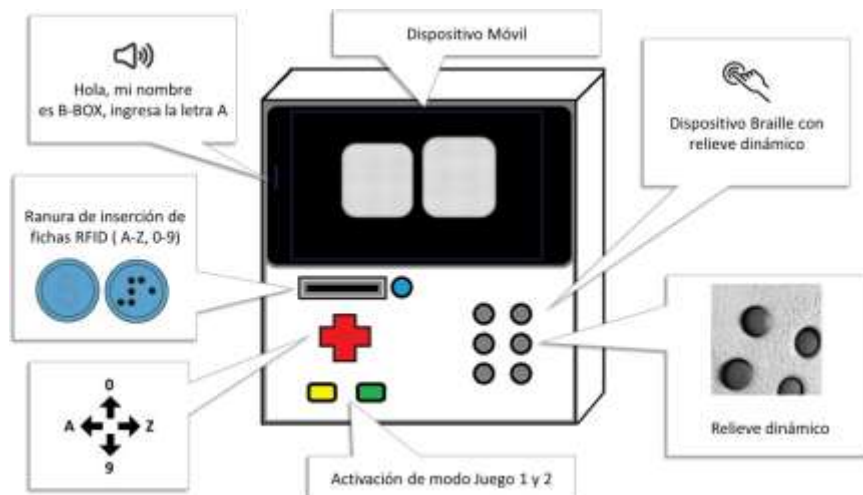 Dispositivo Móvil
Hola, mi nombre
es B-BOX, ingresa la letra A
Dispositivo Braille con
relieve dinámico
Ranura de inserción de
fichas RFID ( A-Z, 0-9)
0
A
Z
9
Relieve dinámico
Activación de modo Juego 1 y 2